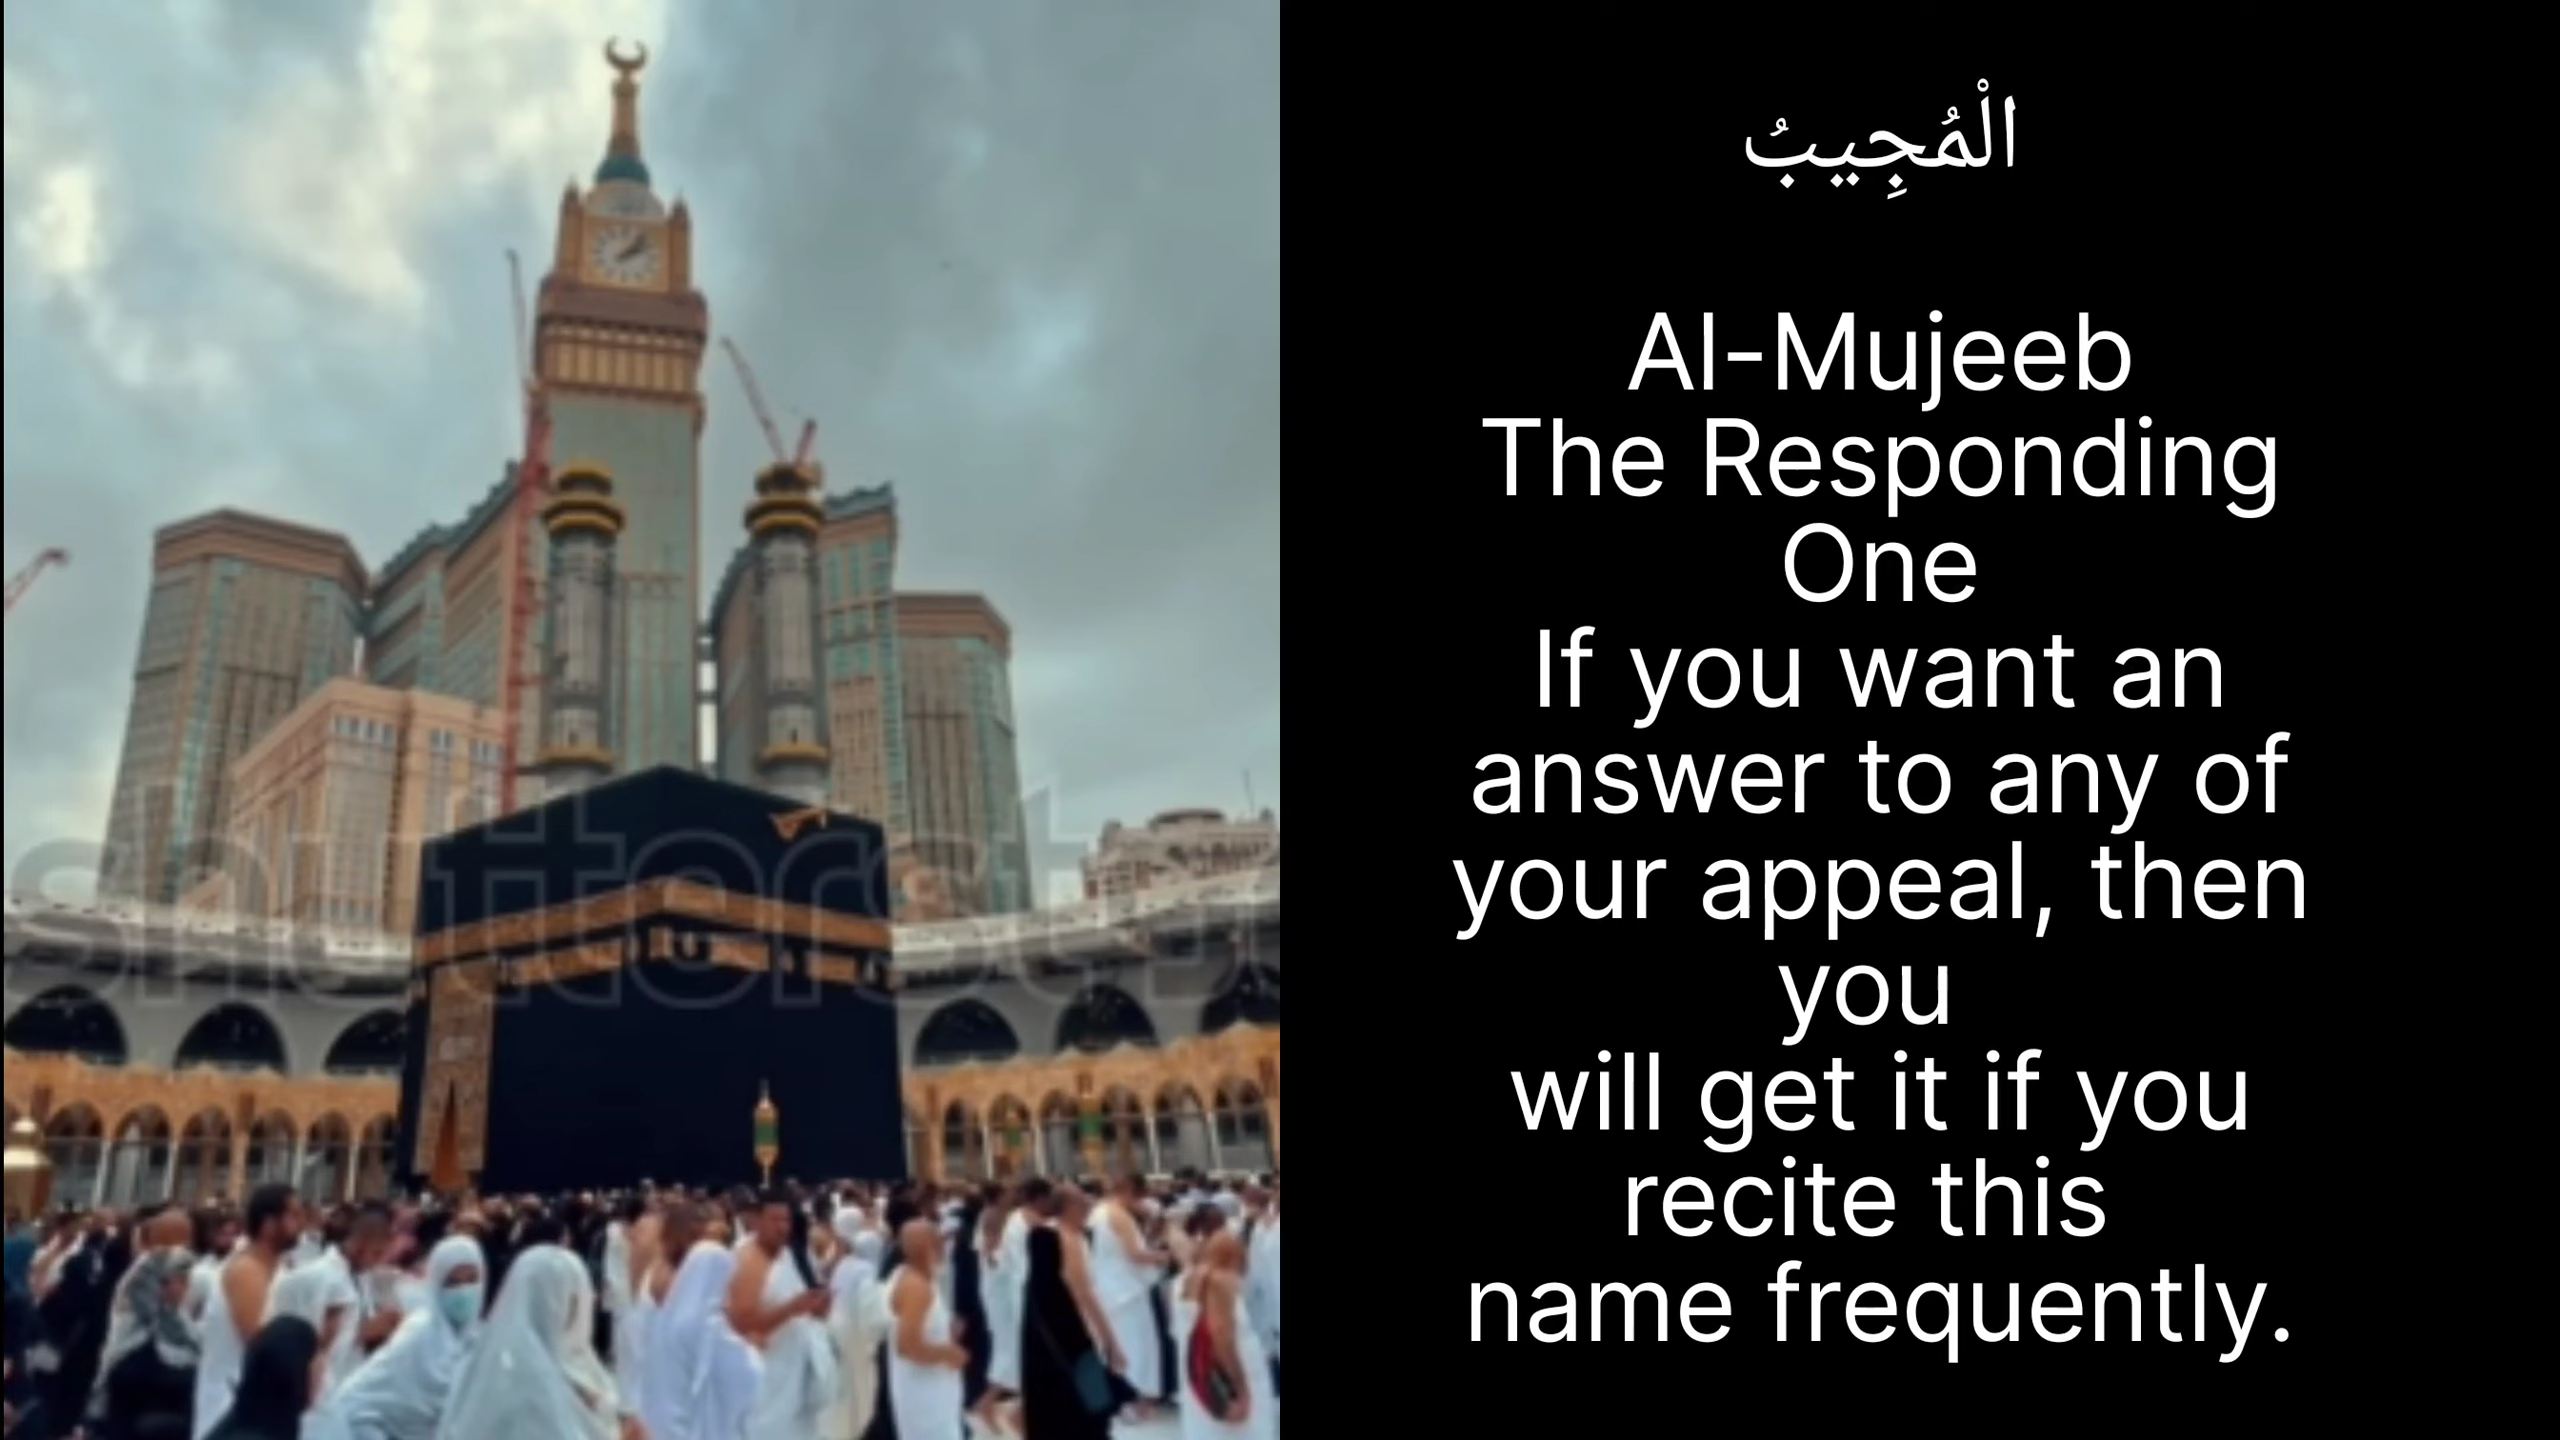 الْمُجِيبُ
Al-Mujeeb
The Responding
One
If you want an
answer to any of
your appeal, then
you
will get it if you
recite this
name frequently.
shutterst